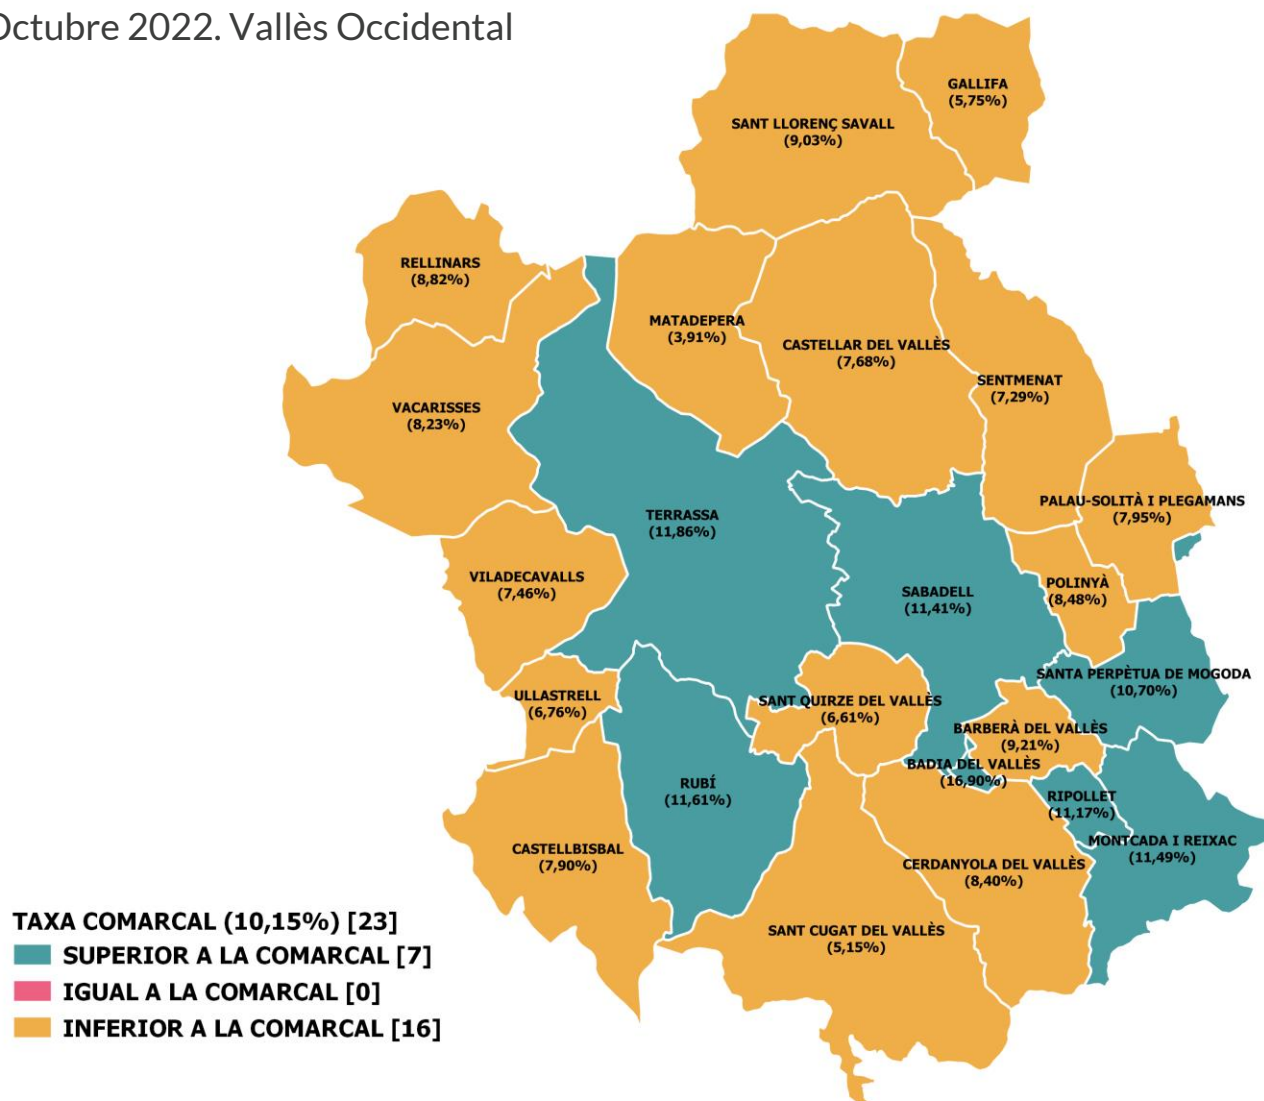 Octubre 2022. Vallès Occidental
GALLIFA
(5,75%)
SANT LLORENÇ SAVALL
(9,03%)
RELLINARS
(8,82%)
MATADEPERA
(3,91%)
CASTELLAR DEL VALLÈS
(7,68%)
SENTMENAT
(7,29%)
VACARISSES
(8,23%)
PALAU-SOLITÀ I PLEGAMANS
(7,95%)
TERRASSA
(11,86%)
VILADECAVALLS
(7,46%)
POLINYÀ
(8,48%)
SABADELL
(11,41%)
SANTA PERPÈTUA DE MOGODA
(10,70%)
ULLASTRELL
(6,76%)
SANT QUIRZE DEL VALLÈS
(6,61%)
BARBERÀ DEL VALLÈS
(9,21%)
BADIA DEL VALLÈS
(16,90%)
RUBÍ
(11,61%)
RIPOLLET
(11,17%)
MONTCADA I REIXAC
(11,49%)
CASTELLBISBAL
(7,90%)
CERDANYOLA DEL VALLÈS
(8,40%)
SANT CUGAT DEL VALLÈS
(5,15%)
TAXA COMARCAL (10,15%) [23]
SUPERIOR A LA COMARCAL [7]
IGUAL A LA COMARCAL [0]
INFERIOR A LA COMARCAL [16]